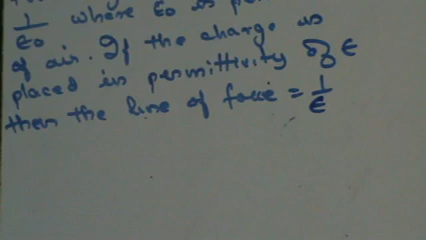 1/ε0 where ε0 is pe
of air. If the charge is
placed in permittivity of ε
then the line of force = 1/ε